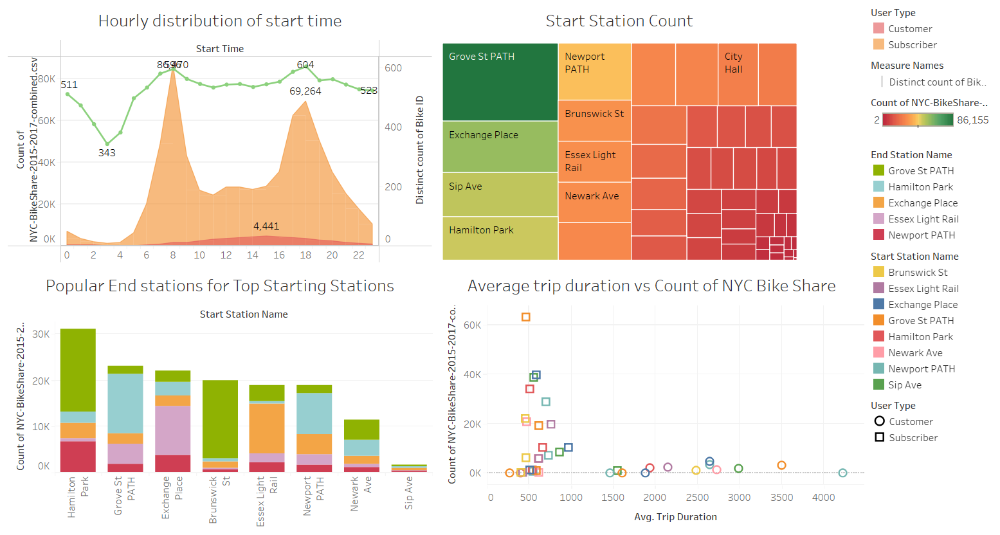 Hourly distribution of start time
Start Time
Count of
NYC-BikeShare-2015-2017-combined.csv
80K
60K
40K
20K
0K
511
343
604
69,264
523
4,441
600
400
200
0
Distinct count of Bike ID
0 2 4 6 8 10 12 14 16 18 20 22
Start Station Count
Grove St PATH
Exchange Place
Sip Ave
Hamilton Park
Newport
PATH
Brunswick St
Essex Light
Rail
Newark Ave
City
Hall
User Type
Customer
Subscriber
Measure Names
Distinct count of Bik..
Count of NYC-BikeShare-..
2 86,155
End Station Name
Grove St PATH
Hamilton Park
Exchange Place
Essex Light Rail
Newport PATH
Start Station Name
Brunswick St
Essex Light Rail
Exchange Place
Grove St PATH
Hamilton Park
Newark Ave
Newport PATH
Sip Ave
User Type
Customer
Subscriber
Popular End stations for Top Starting Stations
Start Station Name
Count of NYC-BikeShare-2015-2..
30K
20K
10K
0K
Hamilton
Park
Grove St
PATH
Exchange
Place
Brunswick
St
Essex Light
Rail
Newport
PATH
Newark
Ave
Sip Ave
Average trip duration vs Count of NYC Bike Share
Count of NYC-BikeShare-2015-2017-co..
60K
40K
20K
0K
0 500 1000 1500 2000 2500 3000 3500 4000
Avg. Trip Duration